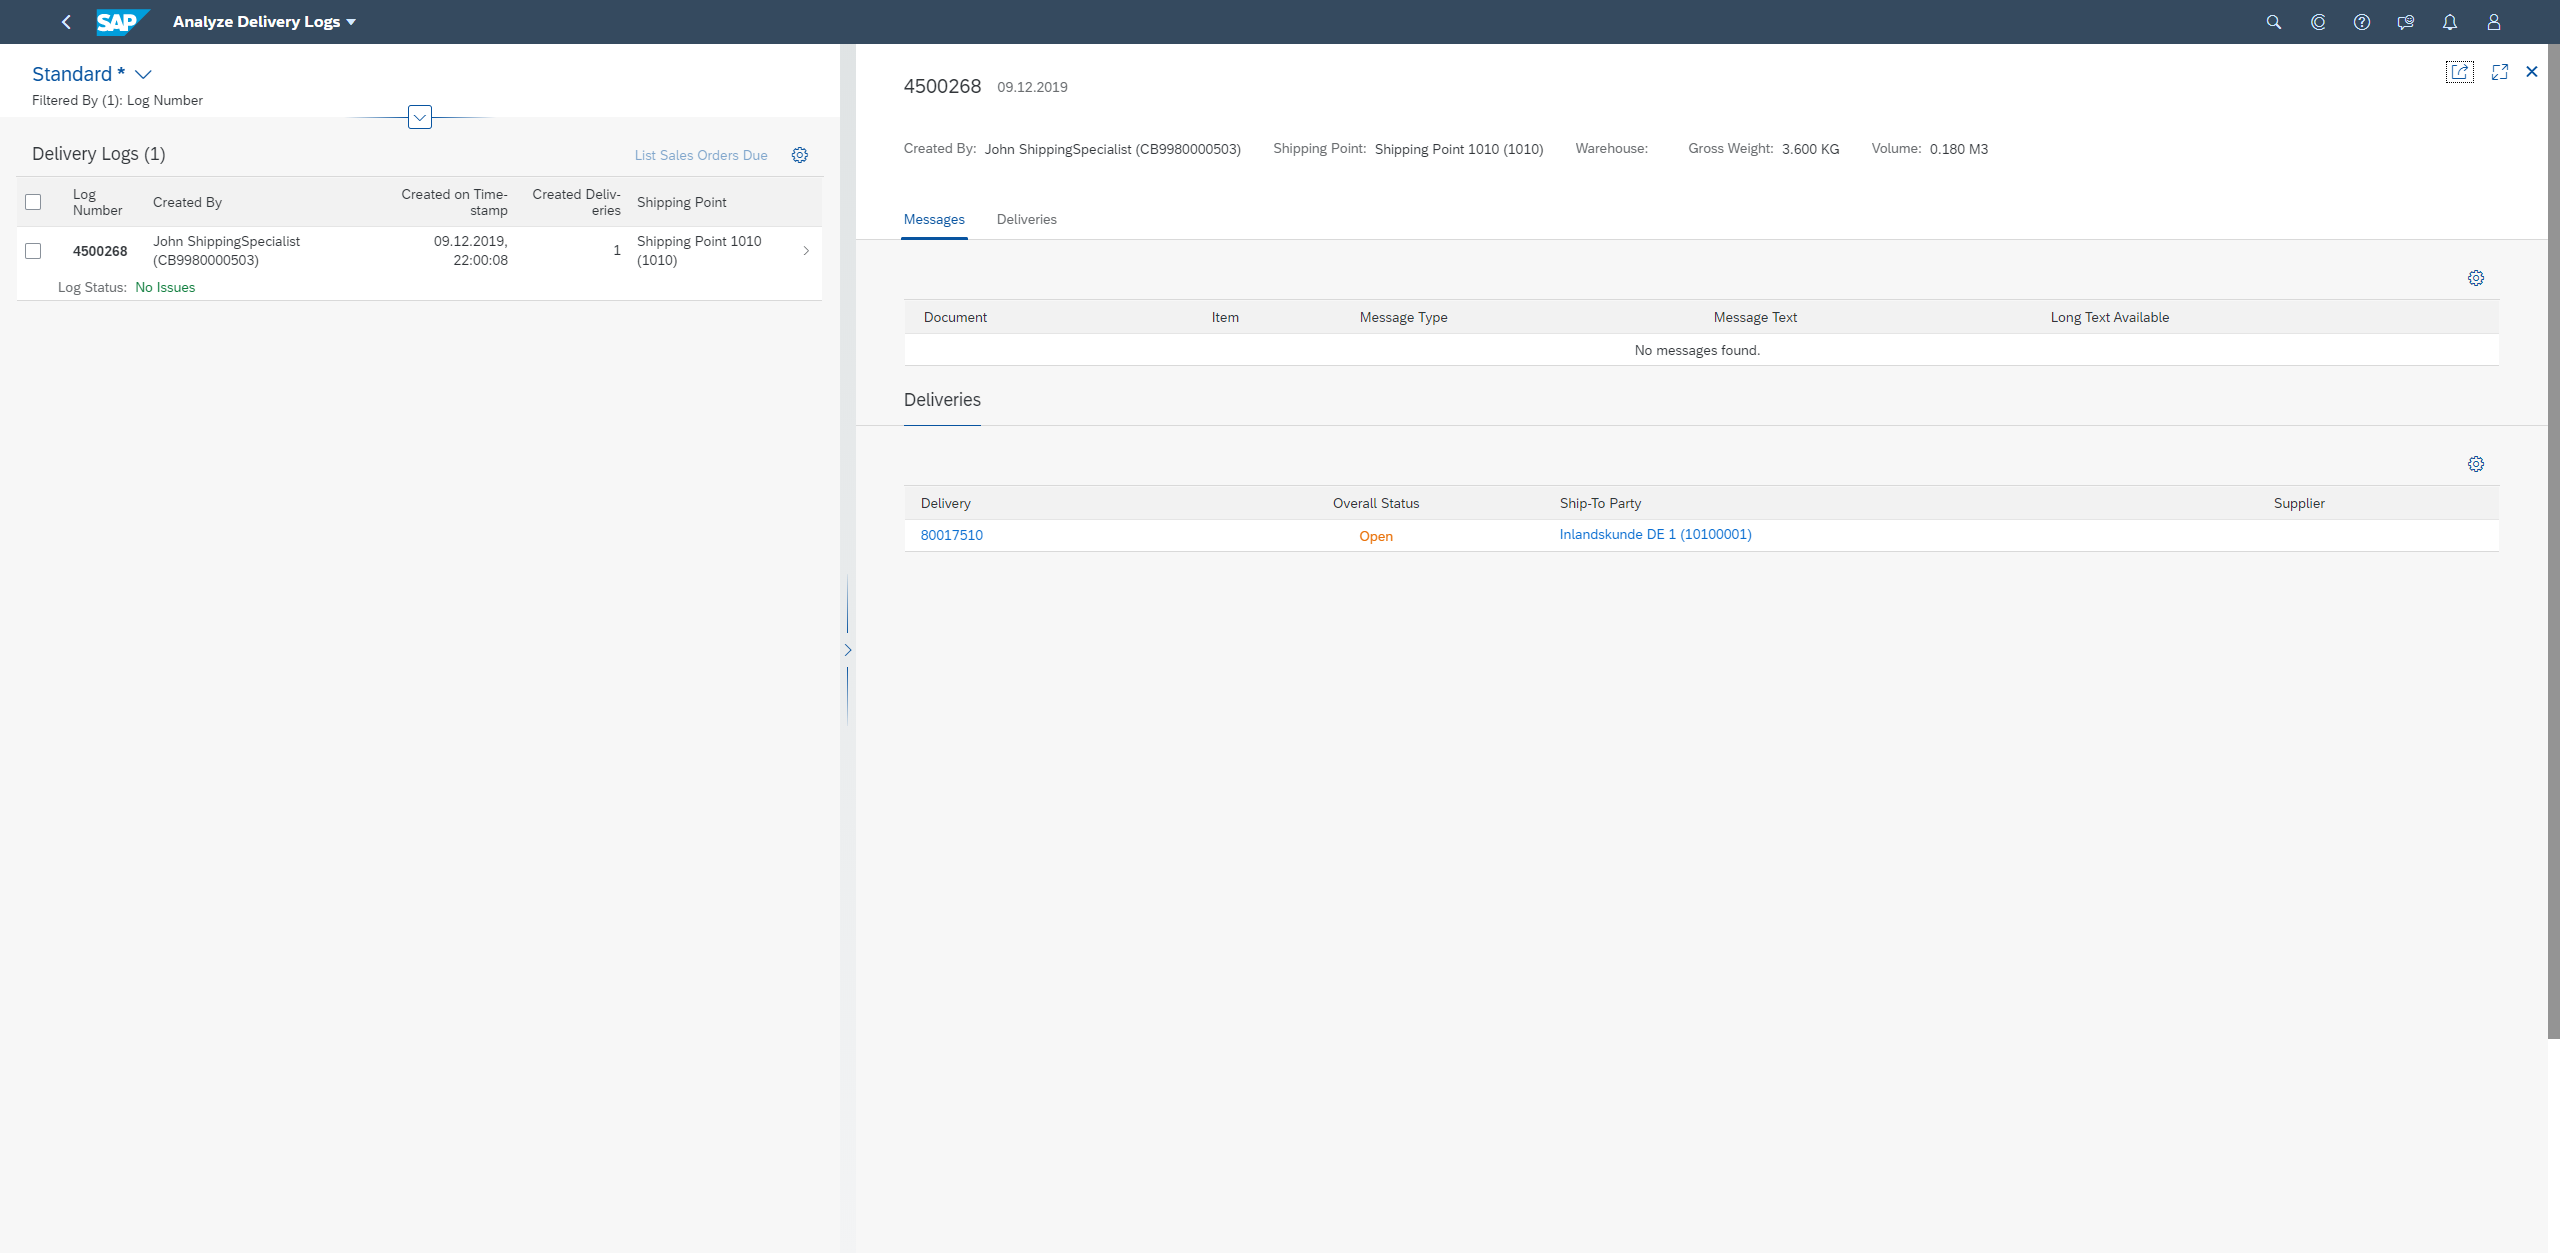 SAP Analyze Delivery Logs
Standard *
Filtered By (1): Log Number
Delivery Logs (1)
List Sales Orders Due
Log Number Created By Created on Time-stamp Created Deliv-eries Shipping Point
4500268 John ShippingSpecialist (CB9980000503) 09.12.2019, 22:00:08 1 Shipping Point 1010 (1010)
Log Status: No Issues
4500268 09.12.2019
Created By: John ShippingSpecialist (CB9980000503) Shipping Point: Shipping Point 1010 (1010) Warehouse: Gross Weight: 3.600 KG Volume: 0.180 M3
Messages Deliveries
Document Item Message Type Message Text Long Text Available
No messages found.
Deliveries
Delivery Overall Status Ship-To Party Supplier
80017510 Open Inlandskunde DE 1 (10100001)